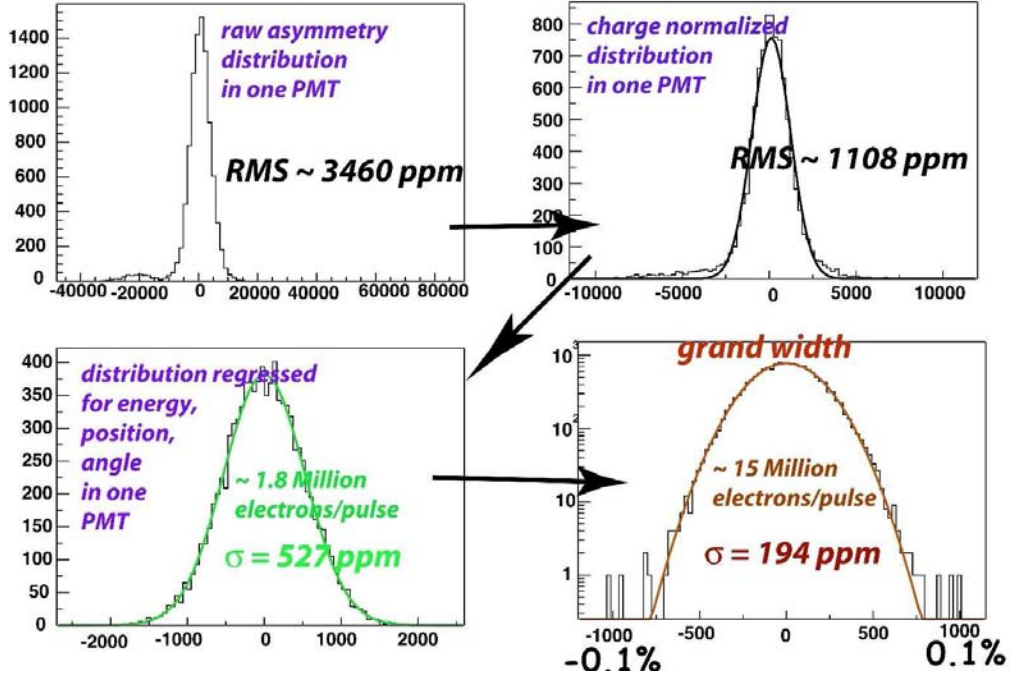 raw asymmetry
distribution
in one PMT
RMS ~ 3460 ppm
1400
1200
1000
800
600
400
200
0
-40000 -20000 0 20000 40000 60000 80000
charge normalized
distribution
in one PMT
RMS ~ 1108 ppm
800
700
600
500
400
300
200
100
0
-10000 -5000 0 5000 10000
distribution regressed
for energy,
position,
angle
in one
PMT
~ 1.8 Million
electrons/pulse
σ = 527 ppm
400
350
300
250
200
150
100
50
0
-2000 -1000 0 1000 2000
grand width
~ 15 Million
electrons/pulse
σ = 194 ppm
10³
10²
10
1
-1000 -500 0 500 1000
-0.1% 0.1%